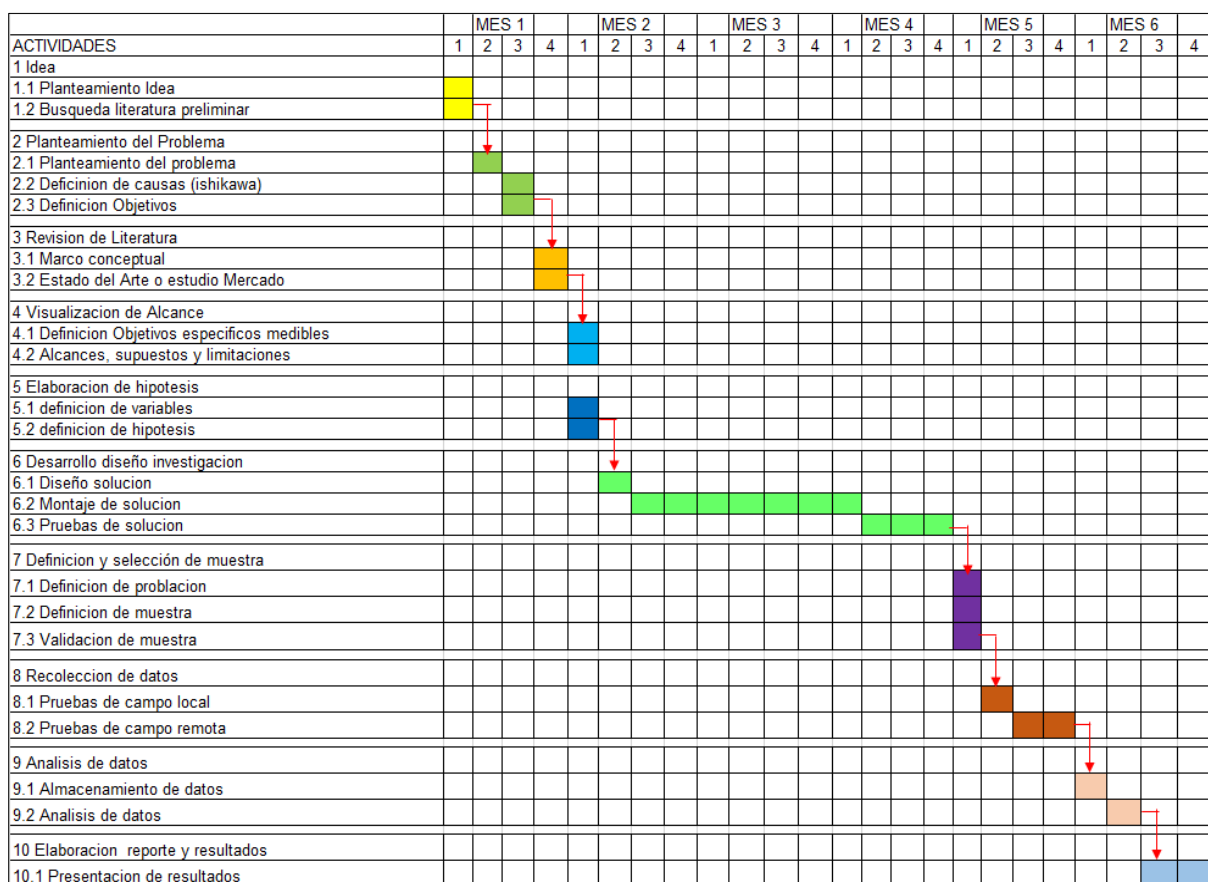 MES 1 MES 2 MES 3 MES 4 MES 5 MES 6
ACTIVIDADES 1 2 3 4 1 2 3 4 1 2 3 4 1 2 3 4 1 2 3 4 1 2 3 4
1 Idea
1.1 Planteamiento Idea
1.2 Busqueda literatura preliminar
2 Planteamiento del Problema
2.1 Planteamiento del problema
2.2 Deficinion de causas (ishikawa)
2.3 Definicion Objetivos
3 Revision de Literatura
3.1 Marco conceptual
3.2 Estado del Arte o estudio Mercado
4 Visualizacion de Alcance
4.1 Definicion Objetivos especificos medibles
4.2 Alcances, supuestos y limitaciones
5 Elaboracion de hipotesis
5.1 definicion de variables
5.2 definicion de hipotesis
6 Desarrollo diseño investigacion
6.1 Diseño solucion
6.2 Montaje de solucion
6.3 Pruebas de solucion
7 Definicion y selección de muestra
7.1 Definicion de problacion
7.2 Definicion de muestra
7.3 Validacion de muestra
8 Recoleccion de datos
8.1 Pruebas de campo local
8.2 Pruebas de campo remota
9 Analisis de datos
9.1 Almacenamiento de datos
9.2 Analisis de datos
10 Elaboracion reporte y resultados
10.1 Presentacion de resultados